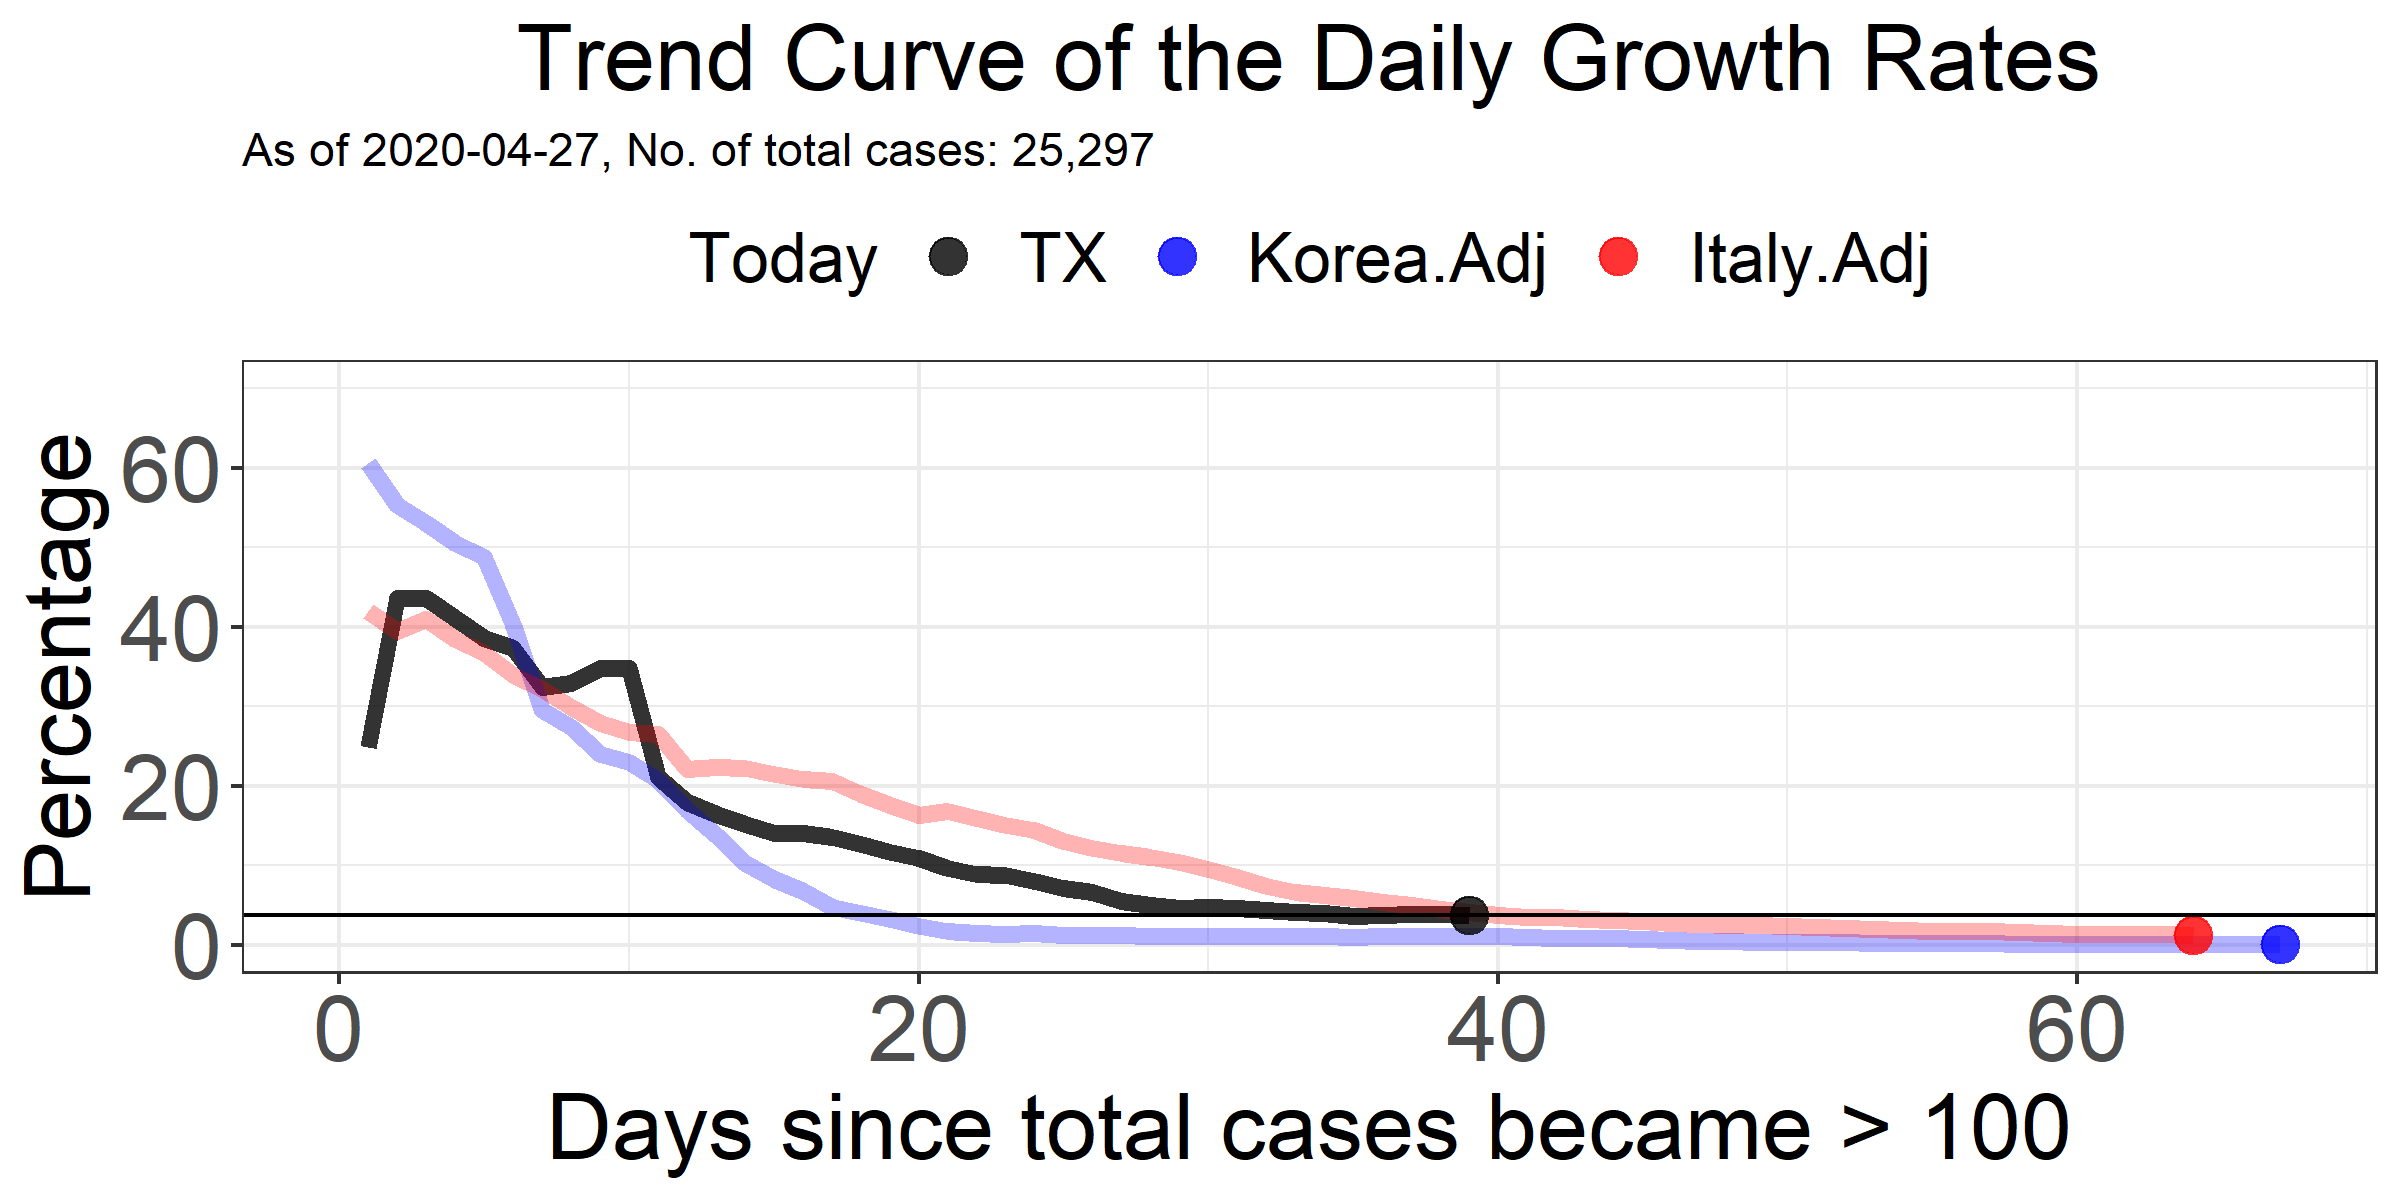 Trend Curve of the Daily Growth Rates
As of 2020-04-27, No. of total cases: 25,297
Today TX Korea.Adj Italy.Adj
Percentage
60
40
20
0
0 20 40 60
Days since total cases became > 100